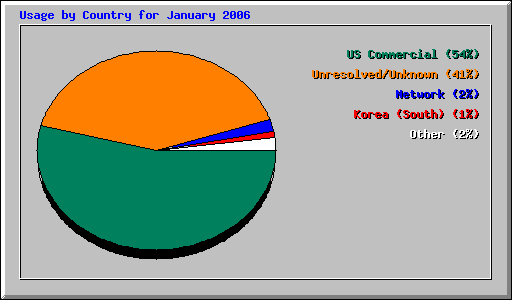 Usage by Country for January 2006
US Commercial (54%)
Unresolved/Unknown (41%)
Network (2%)
Korea (South) (1%)
Other (2%)